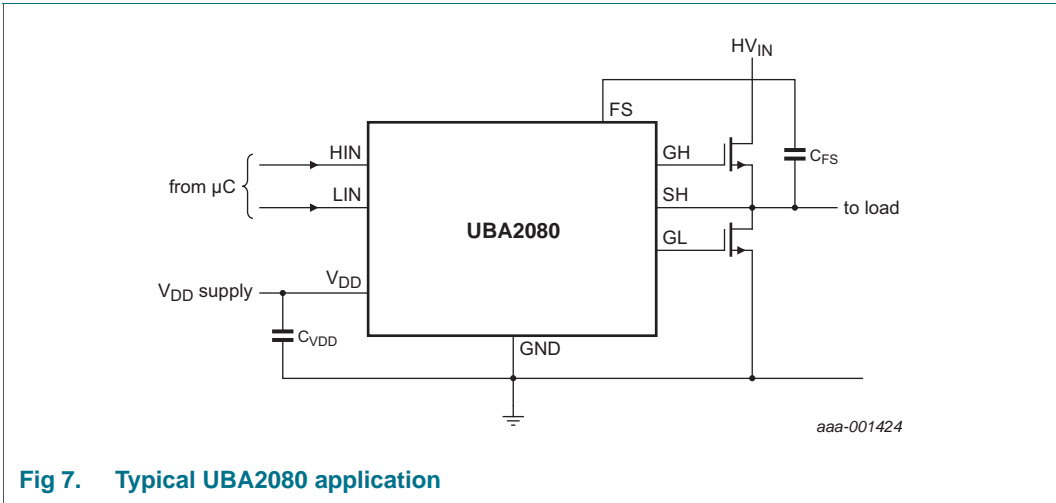 HV_IN
FS
HIN
GH
C_FS
from µC
LIN
SH
to load
UBA2080
GL
V_DD supply
V_DD
C_VDD
GND
aaa-001424
Fig 7. Typical UBA2080 application